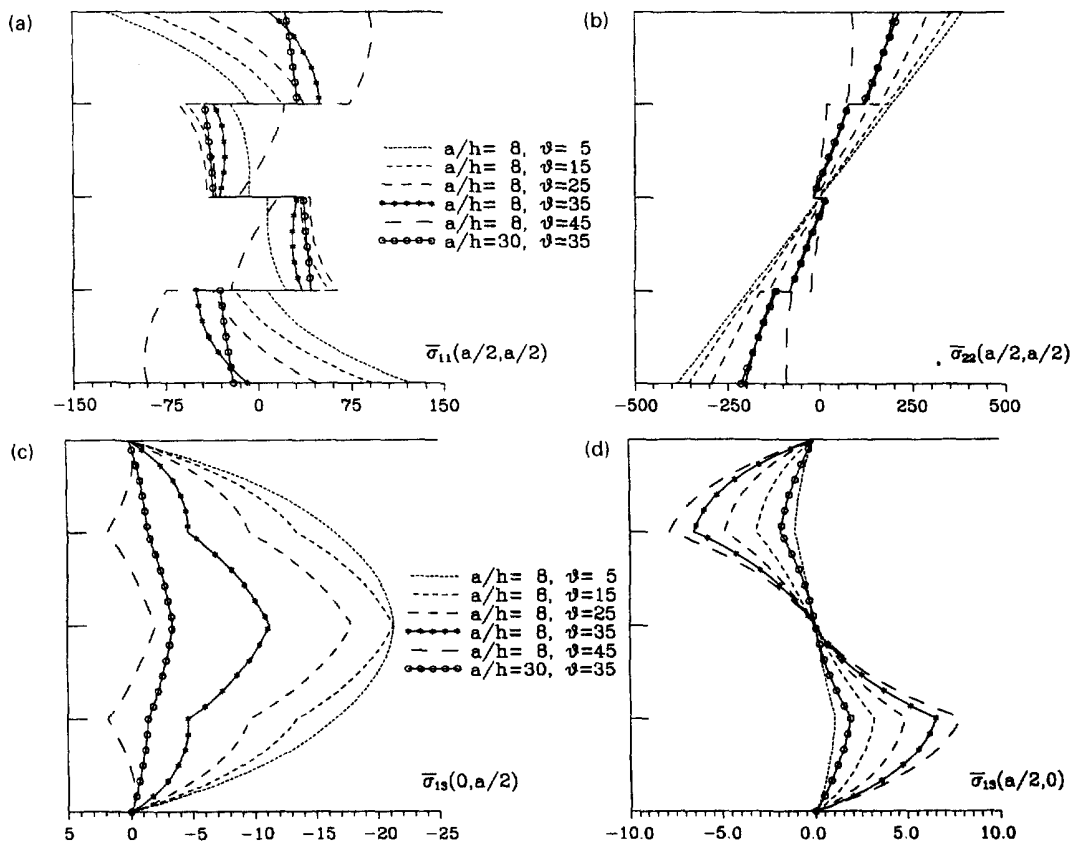 (a)
σ̅₁₁(a/2,a/2)
−150 −75 0 75 150
a/h= 8, ϑ= 5
a/h= 8, ϑ=15
a/h= 8, ϑ=25
a/h= 8, ϑ=35
a/h= 8, ϑ=45
a/h=30, ϑ=35
(b)
σ̅₂₂(a/2,a/2)
−500 −250 0 250 500
(c)
σ̅₁₃(0,a/2)
5 0 −5 −10 −15 −20 −25
a/h= 8, ϑ= 5
a/h= 8, ϑ=15
a/h= 8, ϑ=25
a/h= 8, ϑ=35
a/h= 8, ϑ=45
a/h=30, ϑ=35
(d)
σ̅₁₃(a/2,0)
−10.0 −5.0 0.0 5.0 10.0